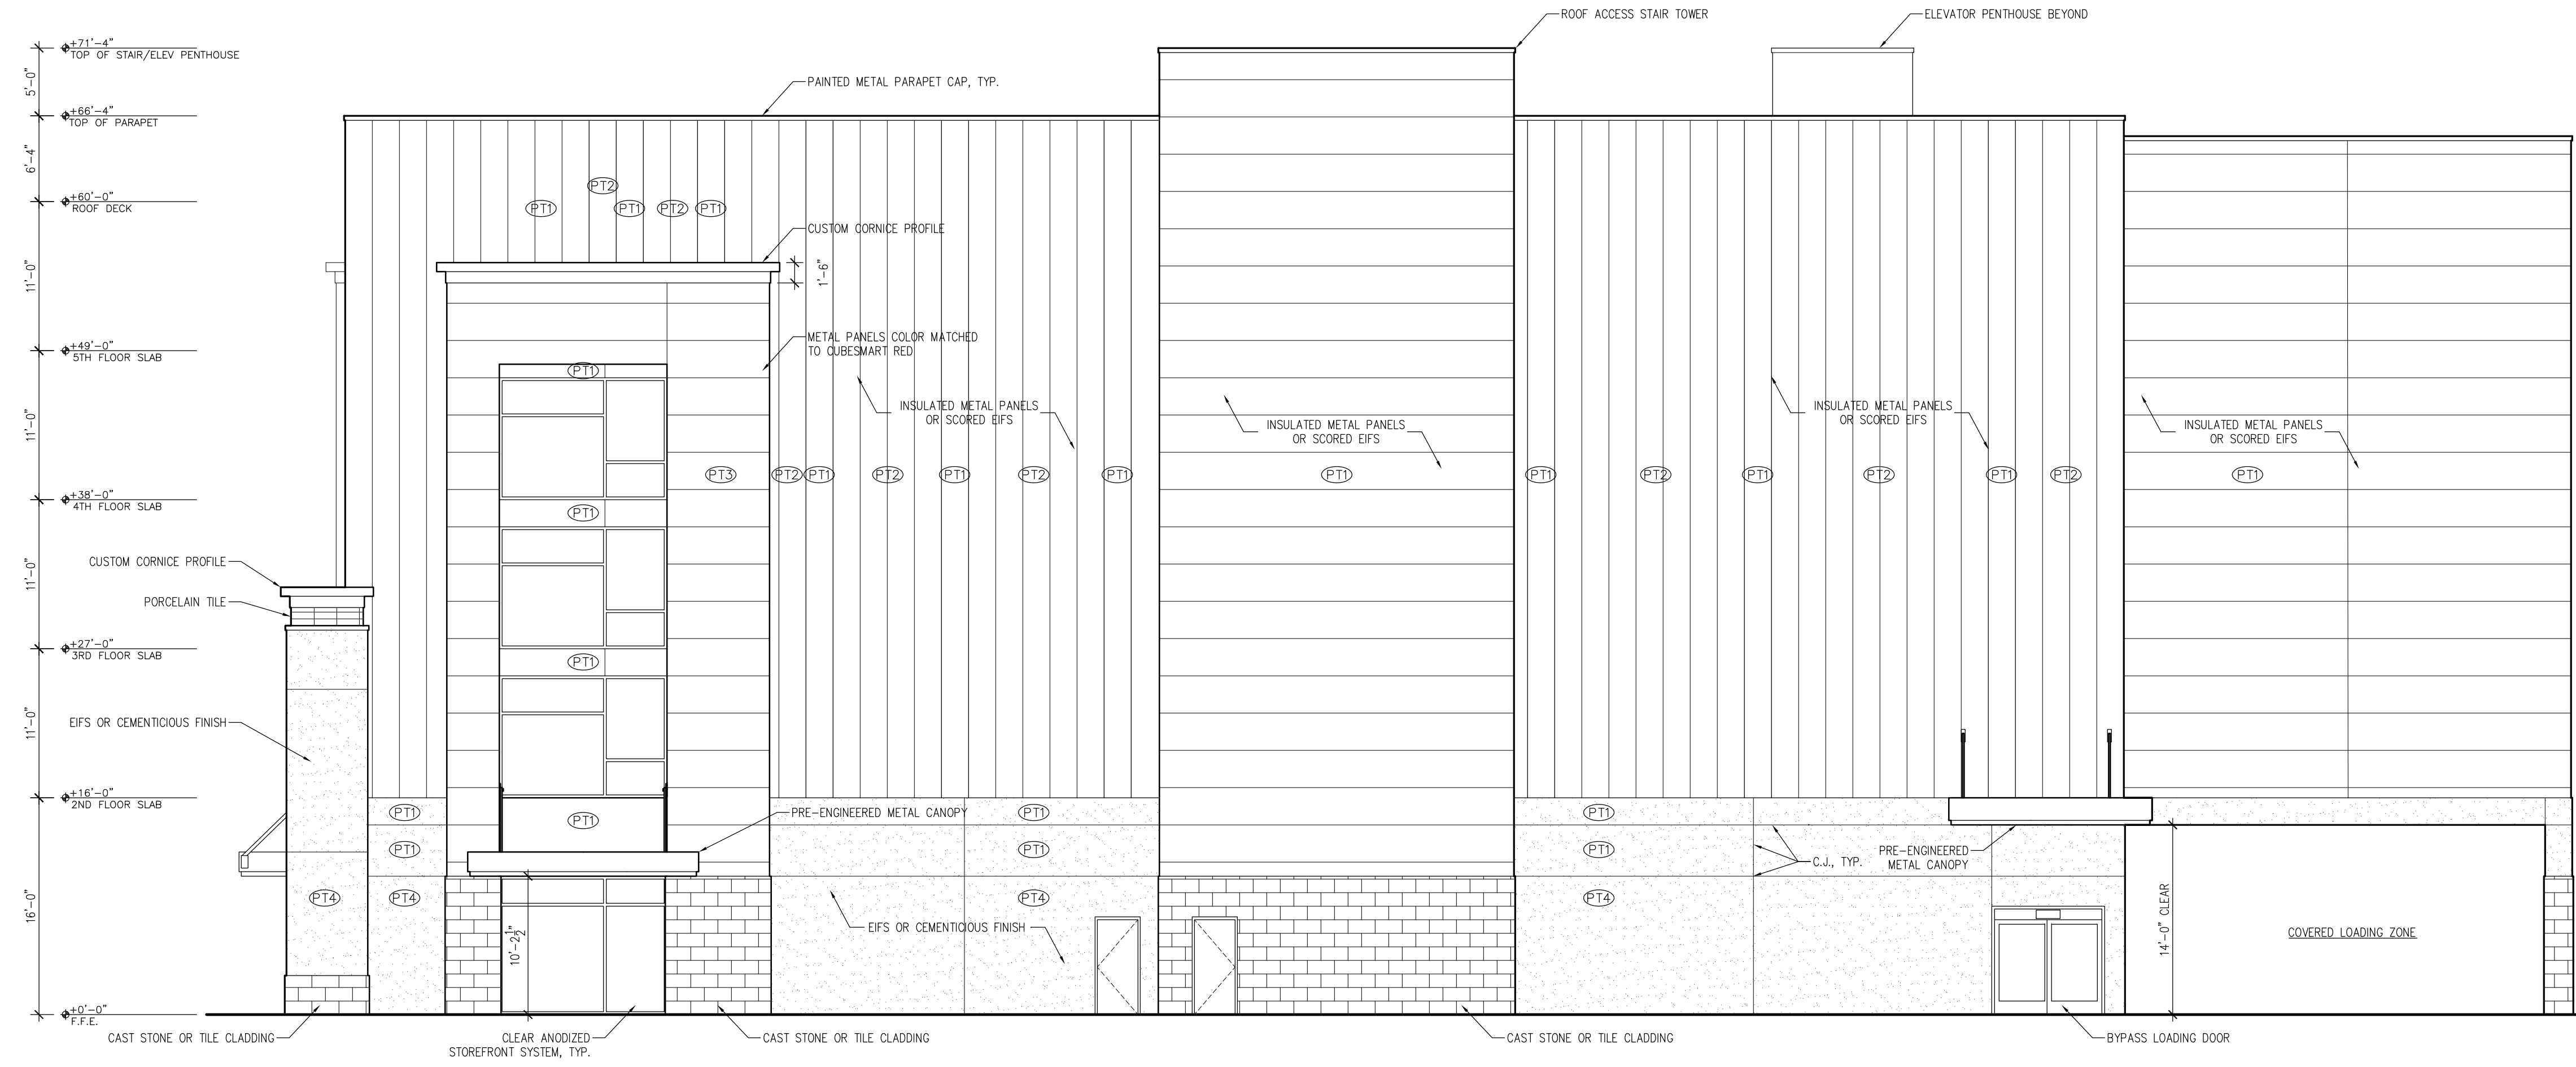 ROOF ACCESS STAIR TOWER
ELEVATOR PENTHOUSE BEYOND
+71'-4"
TOP OF STAIR/ELEV PENTHOUSE
5'-0"
PAINTED METAL PARAPET CAP, TYP.
+66'-4"
TOP OF PARAPET
6'-4"
PT2
+60'-0"
ROOF DECK
PT1
PT1
PT2
PT1
CUSTOM CORNICE PROFILE
1'-6"
11'-0"
METAL PANELS COLOR MATCHED
TO CUBESMART RED
+49'-0"
5TH FLOOR SLAB
PT1
INSULATED METAL PANELS
OR SCORED EIFS
INSULATED METAL PANELS
OR SCORED EIFS
INSULATED METAL PANELS
OR SCORED EIFS
INSULATED METAL PANELS
OR SCORED EIFS
11'-0"
PT3
PT2
PT1
PT2
PT1
PT2
PT1
PT1
PT1
PT2
PT1
PT2
PT1
PT2
PT1
+38'-0"
4TH FLOOR SLAB
PT1
CUSTOM CORNICE PROFILE
11'-0"
PORCELAIN TILE
+27'-0"
3RD FLOOR SLAB
PT1
EIFS OR CEMENTICIOUS FINISH
11'-0"
+16'-0"
2ND FLOOR SLAB
PT1
PT1
PRE-ENGINEERED METAL CANOPY
PT1
PT1
PT1
PT1
PT1
C.J., TYP.
PRE-ENGINEERED
METAL CANOPY
16'-0"
PT4
PT4
PT4
PT4
10'-2 1/2"
EIFS OR CEMENTICIOUS FINISH
14'-0" CLEAR
COVERED LOADING ZONE
+0'-0"
F.F.E.
CAST STONE OR TILE CLADDING
CLEAR ANODIZED
STOREFRONT SYSTEM, TYP.
CAST STONE OR TILE CLADDING
CAST STONE OR TILE CLADDING
BYPASS LOADING DOOR